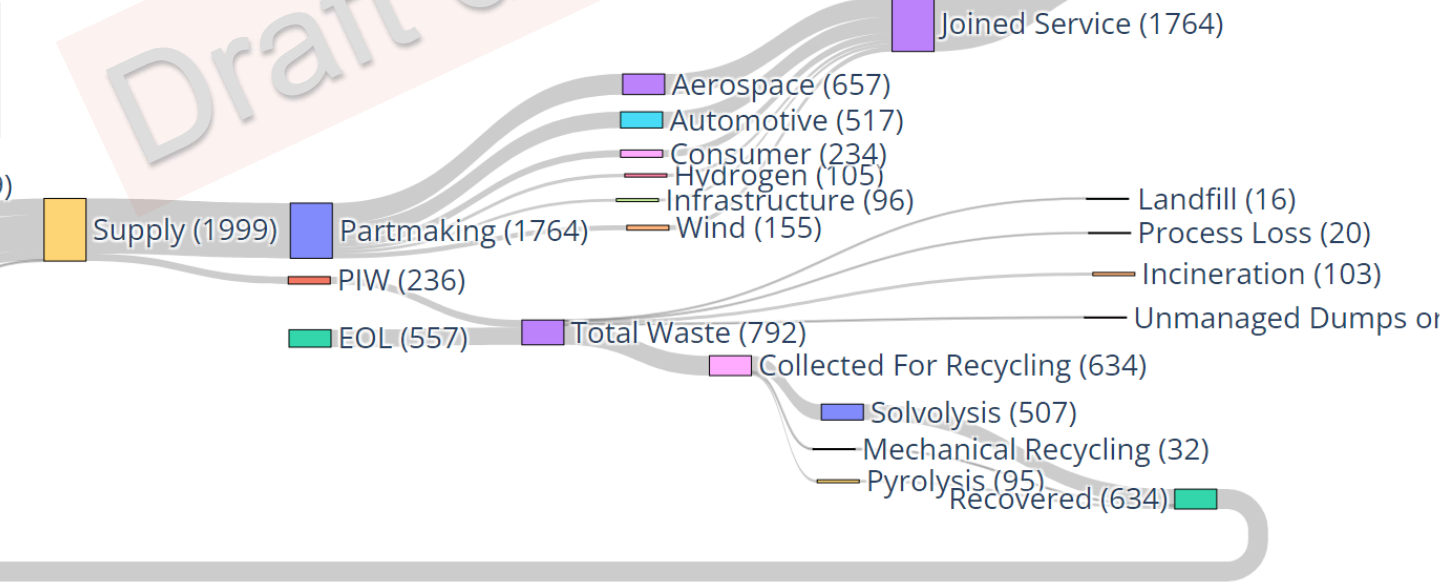 Draft
Joined Service (1764)
Aerospace (657)
Automotive (517)
Consumer (234)
Hydrogen (105)
Infrastructure (96)
Wind (155)
Supply (1999)
Partmaking (1764)
PIW (236)
EOL (557)
Total Waste (792)
Landfill (16)
Process Loss (20)
Incineration (103)
Unmanaged Dumps or
Collected For Recycling (634)
Solvolysis (507)
Mechanical Recycling (32)
Pyrolysis (95)
Recovered (634)